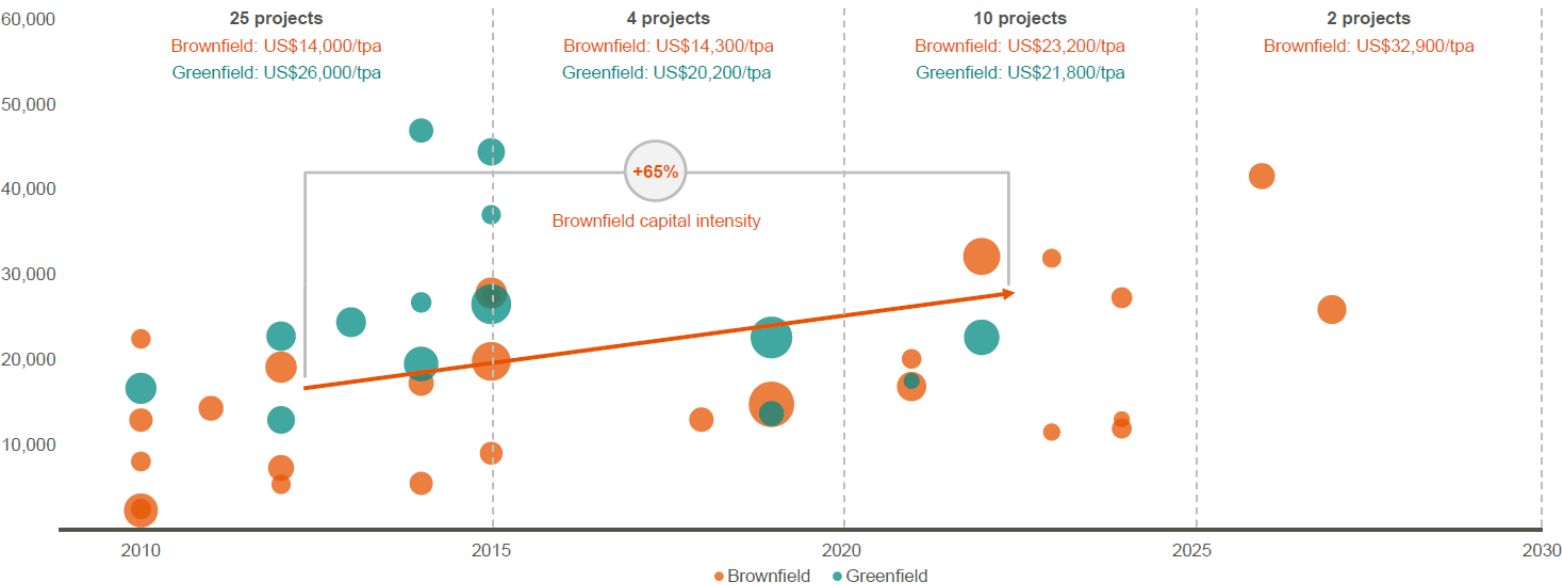 60,000
50,000
40,000
30,000
20,000
10,000
25 projects
Brownfield: US$14,000/tpa
Greenfield: US$26,000/tpa
4 projects
Brownfield: US$14,300/tpa
Greenfield: US$20,200/tpa
10 projects
Brownfield: US$23,200/tpa
Greenfield: US$21,800/tpa
2 projects
Brownfield: US$32,900/tpa
+65%
Brownfield capital intensity
2010
2015
2020
2025
2030
Brownfield
Greenfield